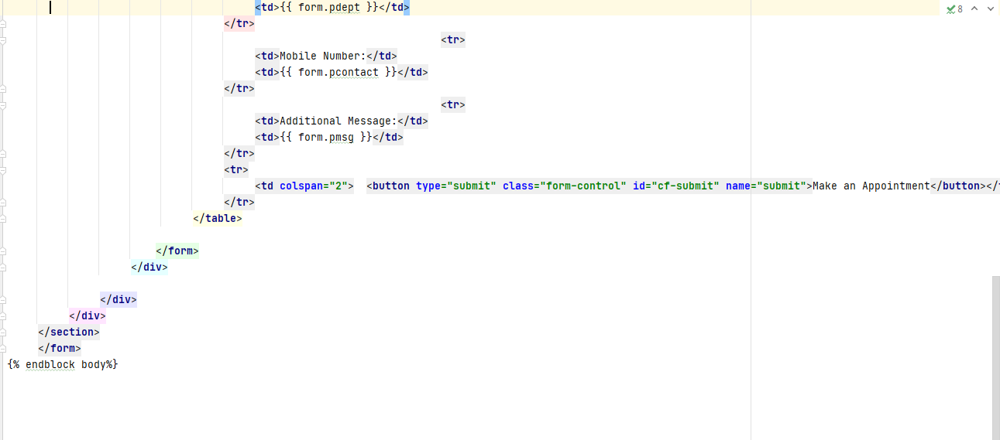 <td>{{ form.pdept }}</td>
8
</tr>
<tr>
<td>Mobile Number:</td>
<td>{{ form.pcontact }}</td>
</tr>
<tr>
<td>Additional Message:</td>
<td>{{ form.pmsg }}</td>
</tr>
<tr>
<td colspan="2">  <button type="submit" class="form-control" id="cf-submit" name="submit">Make an Appointment</button></
</tr>
</table>
</form>
</div>
</div>
</div>
</section>
</form>
{% endblock body%}